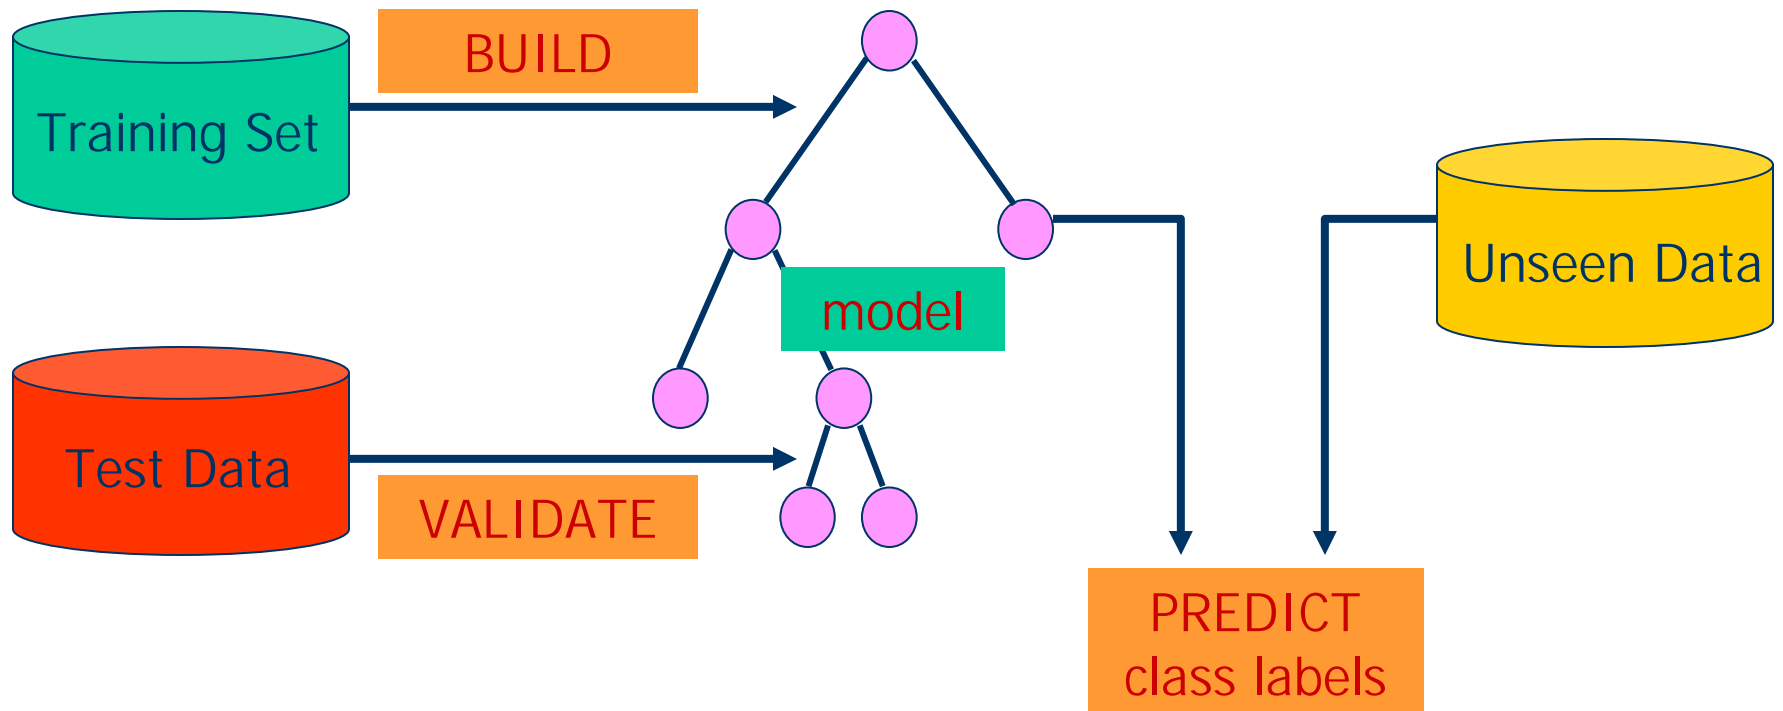 BUILD
Training Set
Unseen Data
model
Test Data
VALIDATE
PREDICT
class labels